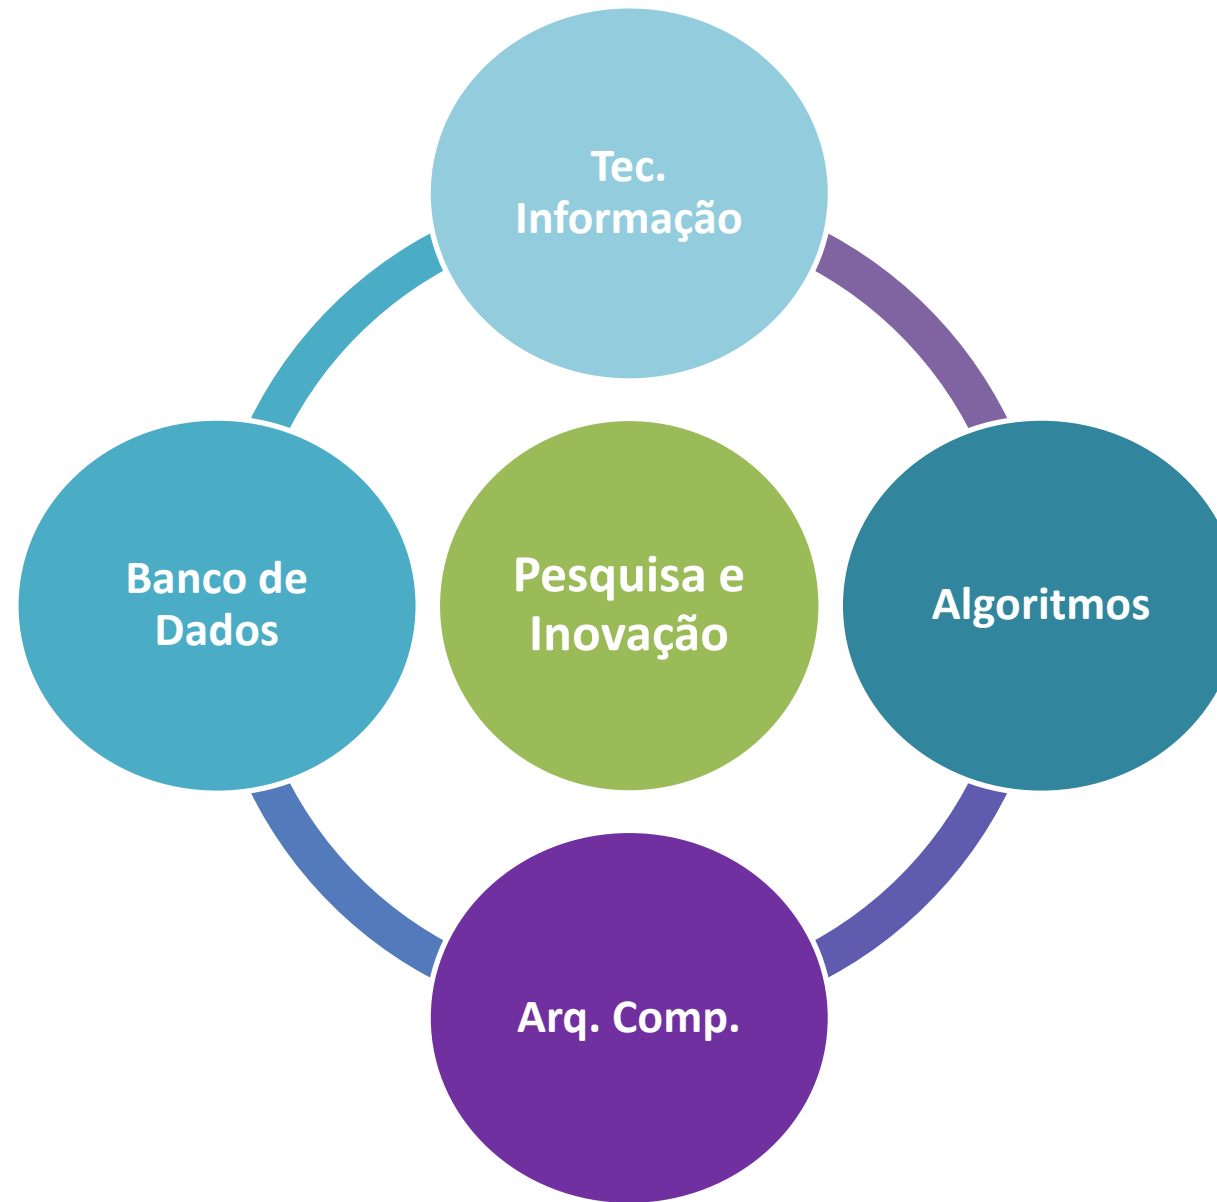 Tec.
Informação
Banco de
Dados
Pesquisa e
Inovação
Algoritmos
Arq. Comp.